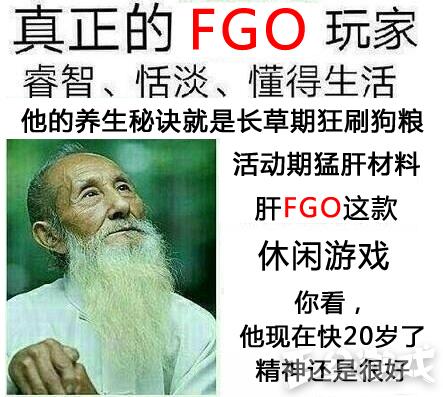 真正的 FGO 玩家
睿智、恬淡、懂得生活
他的养生秘诀就是长草期狂刷狗粮
活动期猛肝材料
肝FGO这款
休闲游戏
你看，
他现在快20岁了
精神还是很好